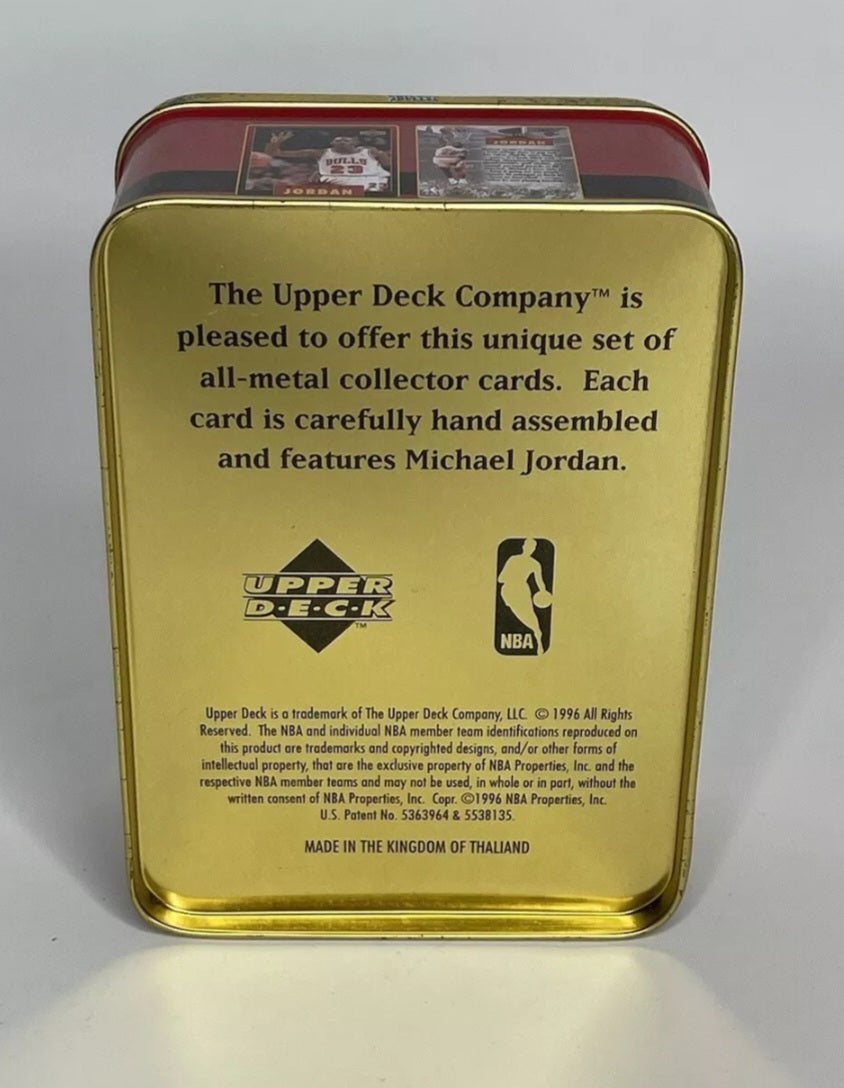 BULLS
23
JORDAN
JORDAN
The Upper Deck Company™ is
pleased to offer this unique set of
all-metal collector cards. Each
card is carefully hand assembled
and features Michael Jordan.
UPPER
D·E·C·K
™
NBA
Upper Deck is a trademark of The Upper Deck Company, LLC. © 1996 All Rights
Reserved. The NBA and individual NBA member team identifications reproduced on
this product are trademarks and copyrighted designs, and/or other forms of
intellectual property, that are the exclusive property of NBA Properties, Inc. and the
respective NBA member teams and may not be used, in whole or in part, without the
written consent of NBA Properties, Inc. Copr. ©1996 NBA Properties, Inc.
U.S. Patent No. 5363964 & 5538135.
MADE IN THE KINGDOM OF THALIAND